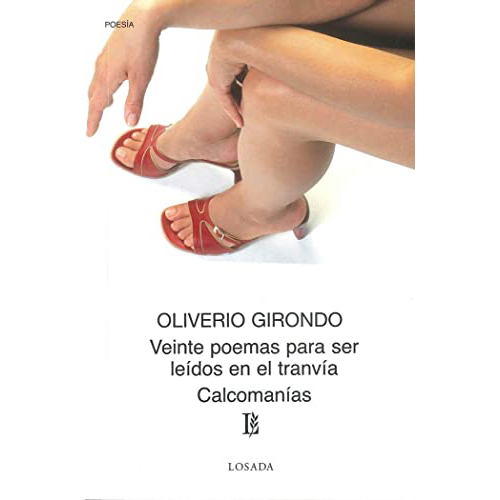 POESÍA
OLIVERIO GIRONDO
Veinte poemas para ser
leídos en el tranvía
Calcomanías
L
LOSADA